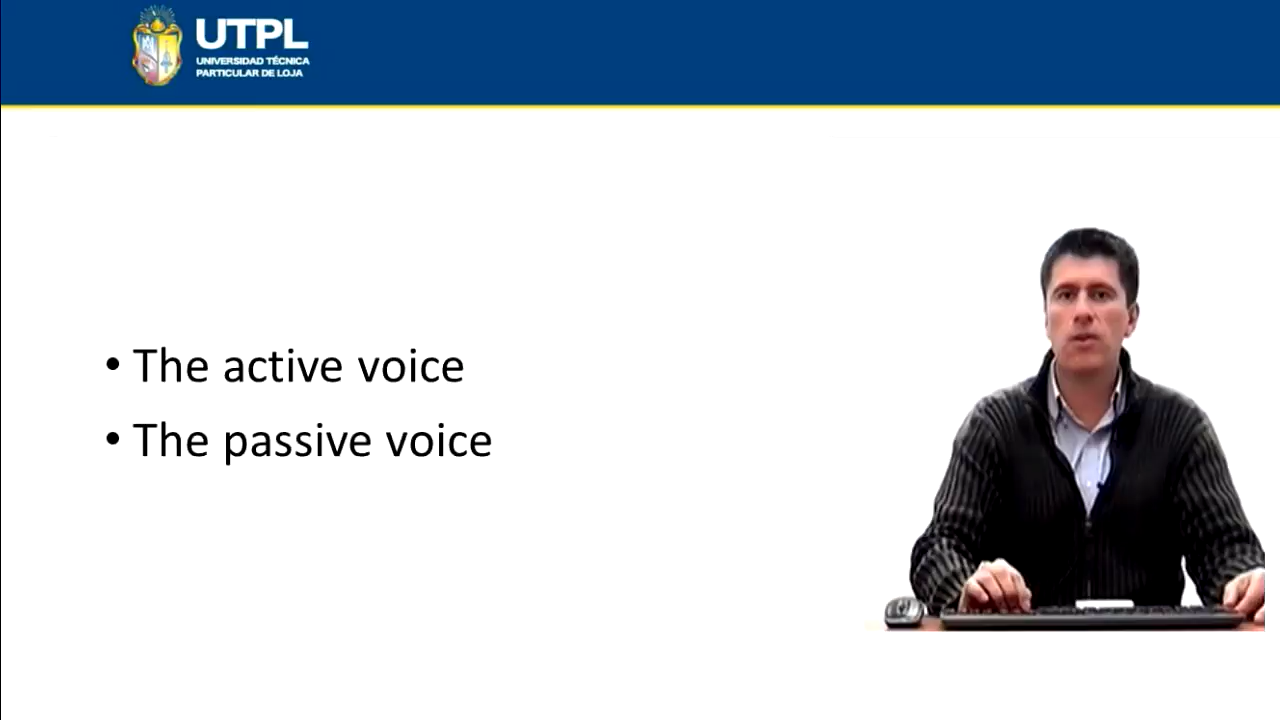 UTPL
UNIVERSIDAD TÉCNICA
PARTICULAR DE LOJA
• The active voice
• The passive voice